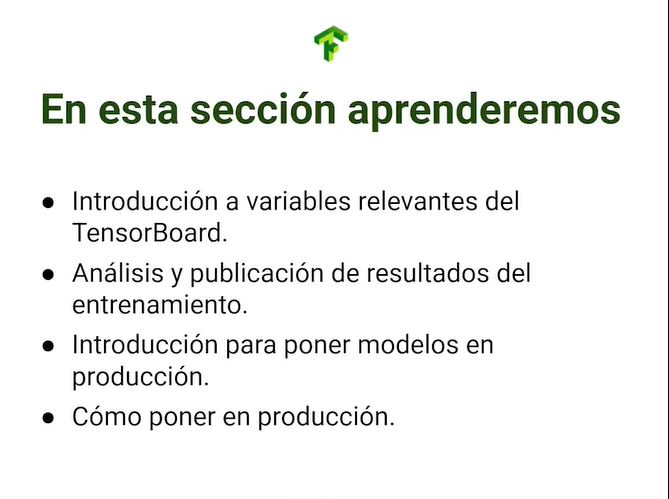 En esta sección aprenderemos
● Introducción a variables relevantes del
TensorBoard.
● Análisis y publicación de resultados del
entrenamiento.
● Introducción para poner modelos en
producción.
● Cómo poner en producción.